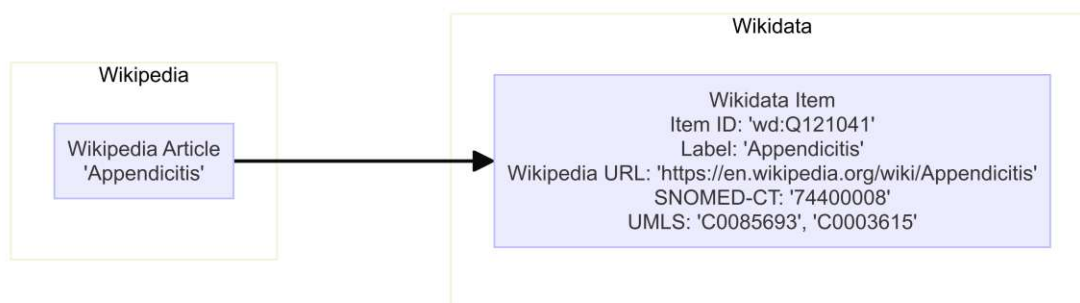 Wikipedia
Wikipedia Article
'Appendicitis'
Wikidata
Wikidata Item
Item ID: 'wd:Q121041'
Label: 'Appendicitis'
Wikipedia URL: 'https://en.wikipedia.org/wiki/Appendicitis'
SNOMED-CT: '74400008'
UMLS: 'C0085693', 'C0003615'